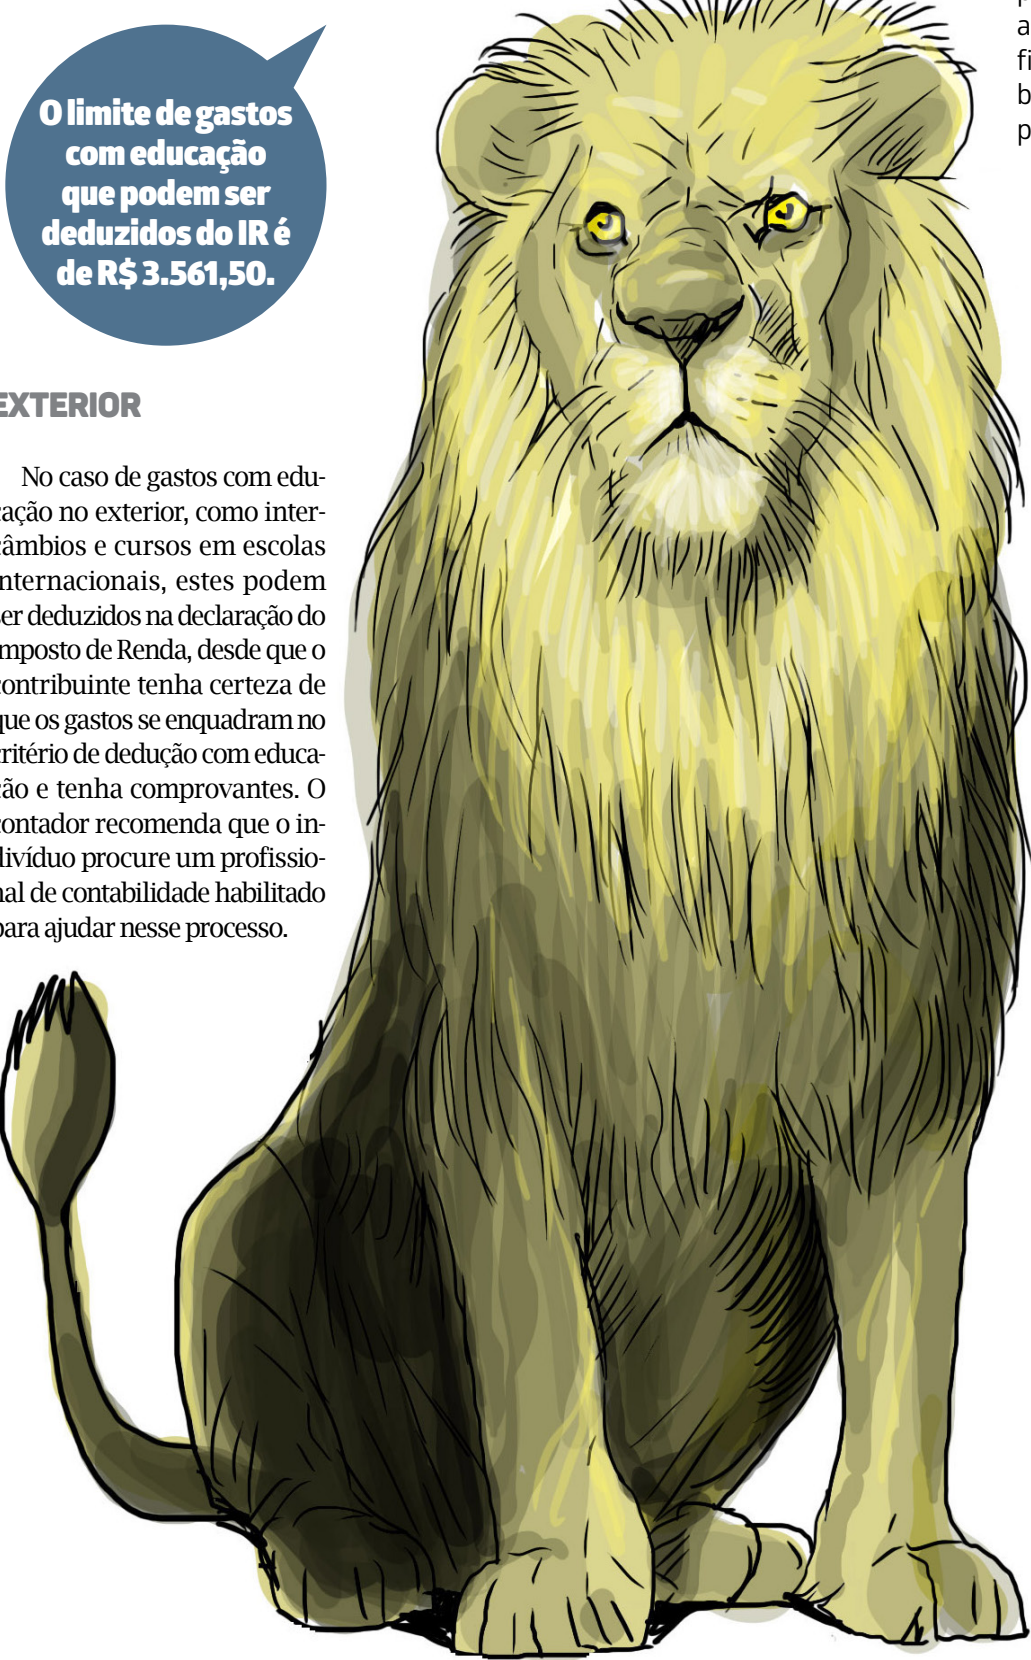 O limite de gastos
com educação
que podem ser
deduzidos do IR é
de R$ 3.561,50.
EXTERIOR
No caso de gastos com edu-
cação no exterior, como inter-
câmbios e cursos em escolas
nternacionais, estes podem
ser deduzidos na declaração do
mposto de Renda, desde que o
contribuinte tenha certeza de
que os gastos se enquadram no
critério de dedução com educa-
ção e tenha comprovantes. O
contador recomenda que o in-
divíduo procure um profissio-
nal de contabilidade habilitado
para ajudar nesse processo.
a
fi
b
p